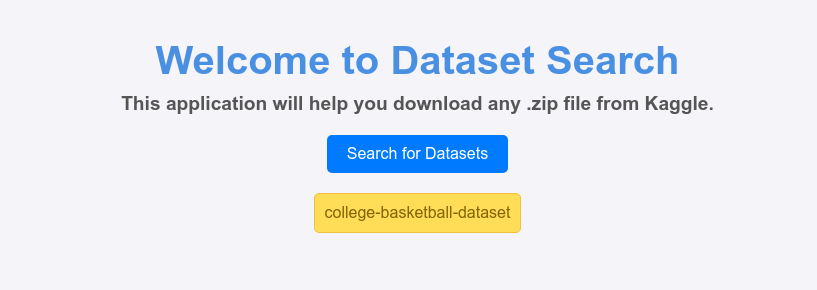 Welcome to Dataset Search
This application will help you download any .zip file from Kaggle.
Search for Datasets
college-basketball-dataset